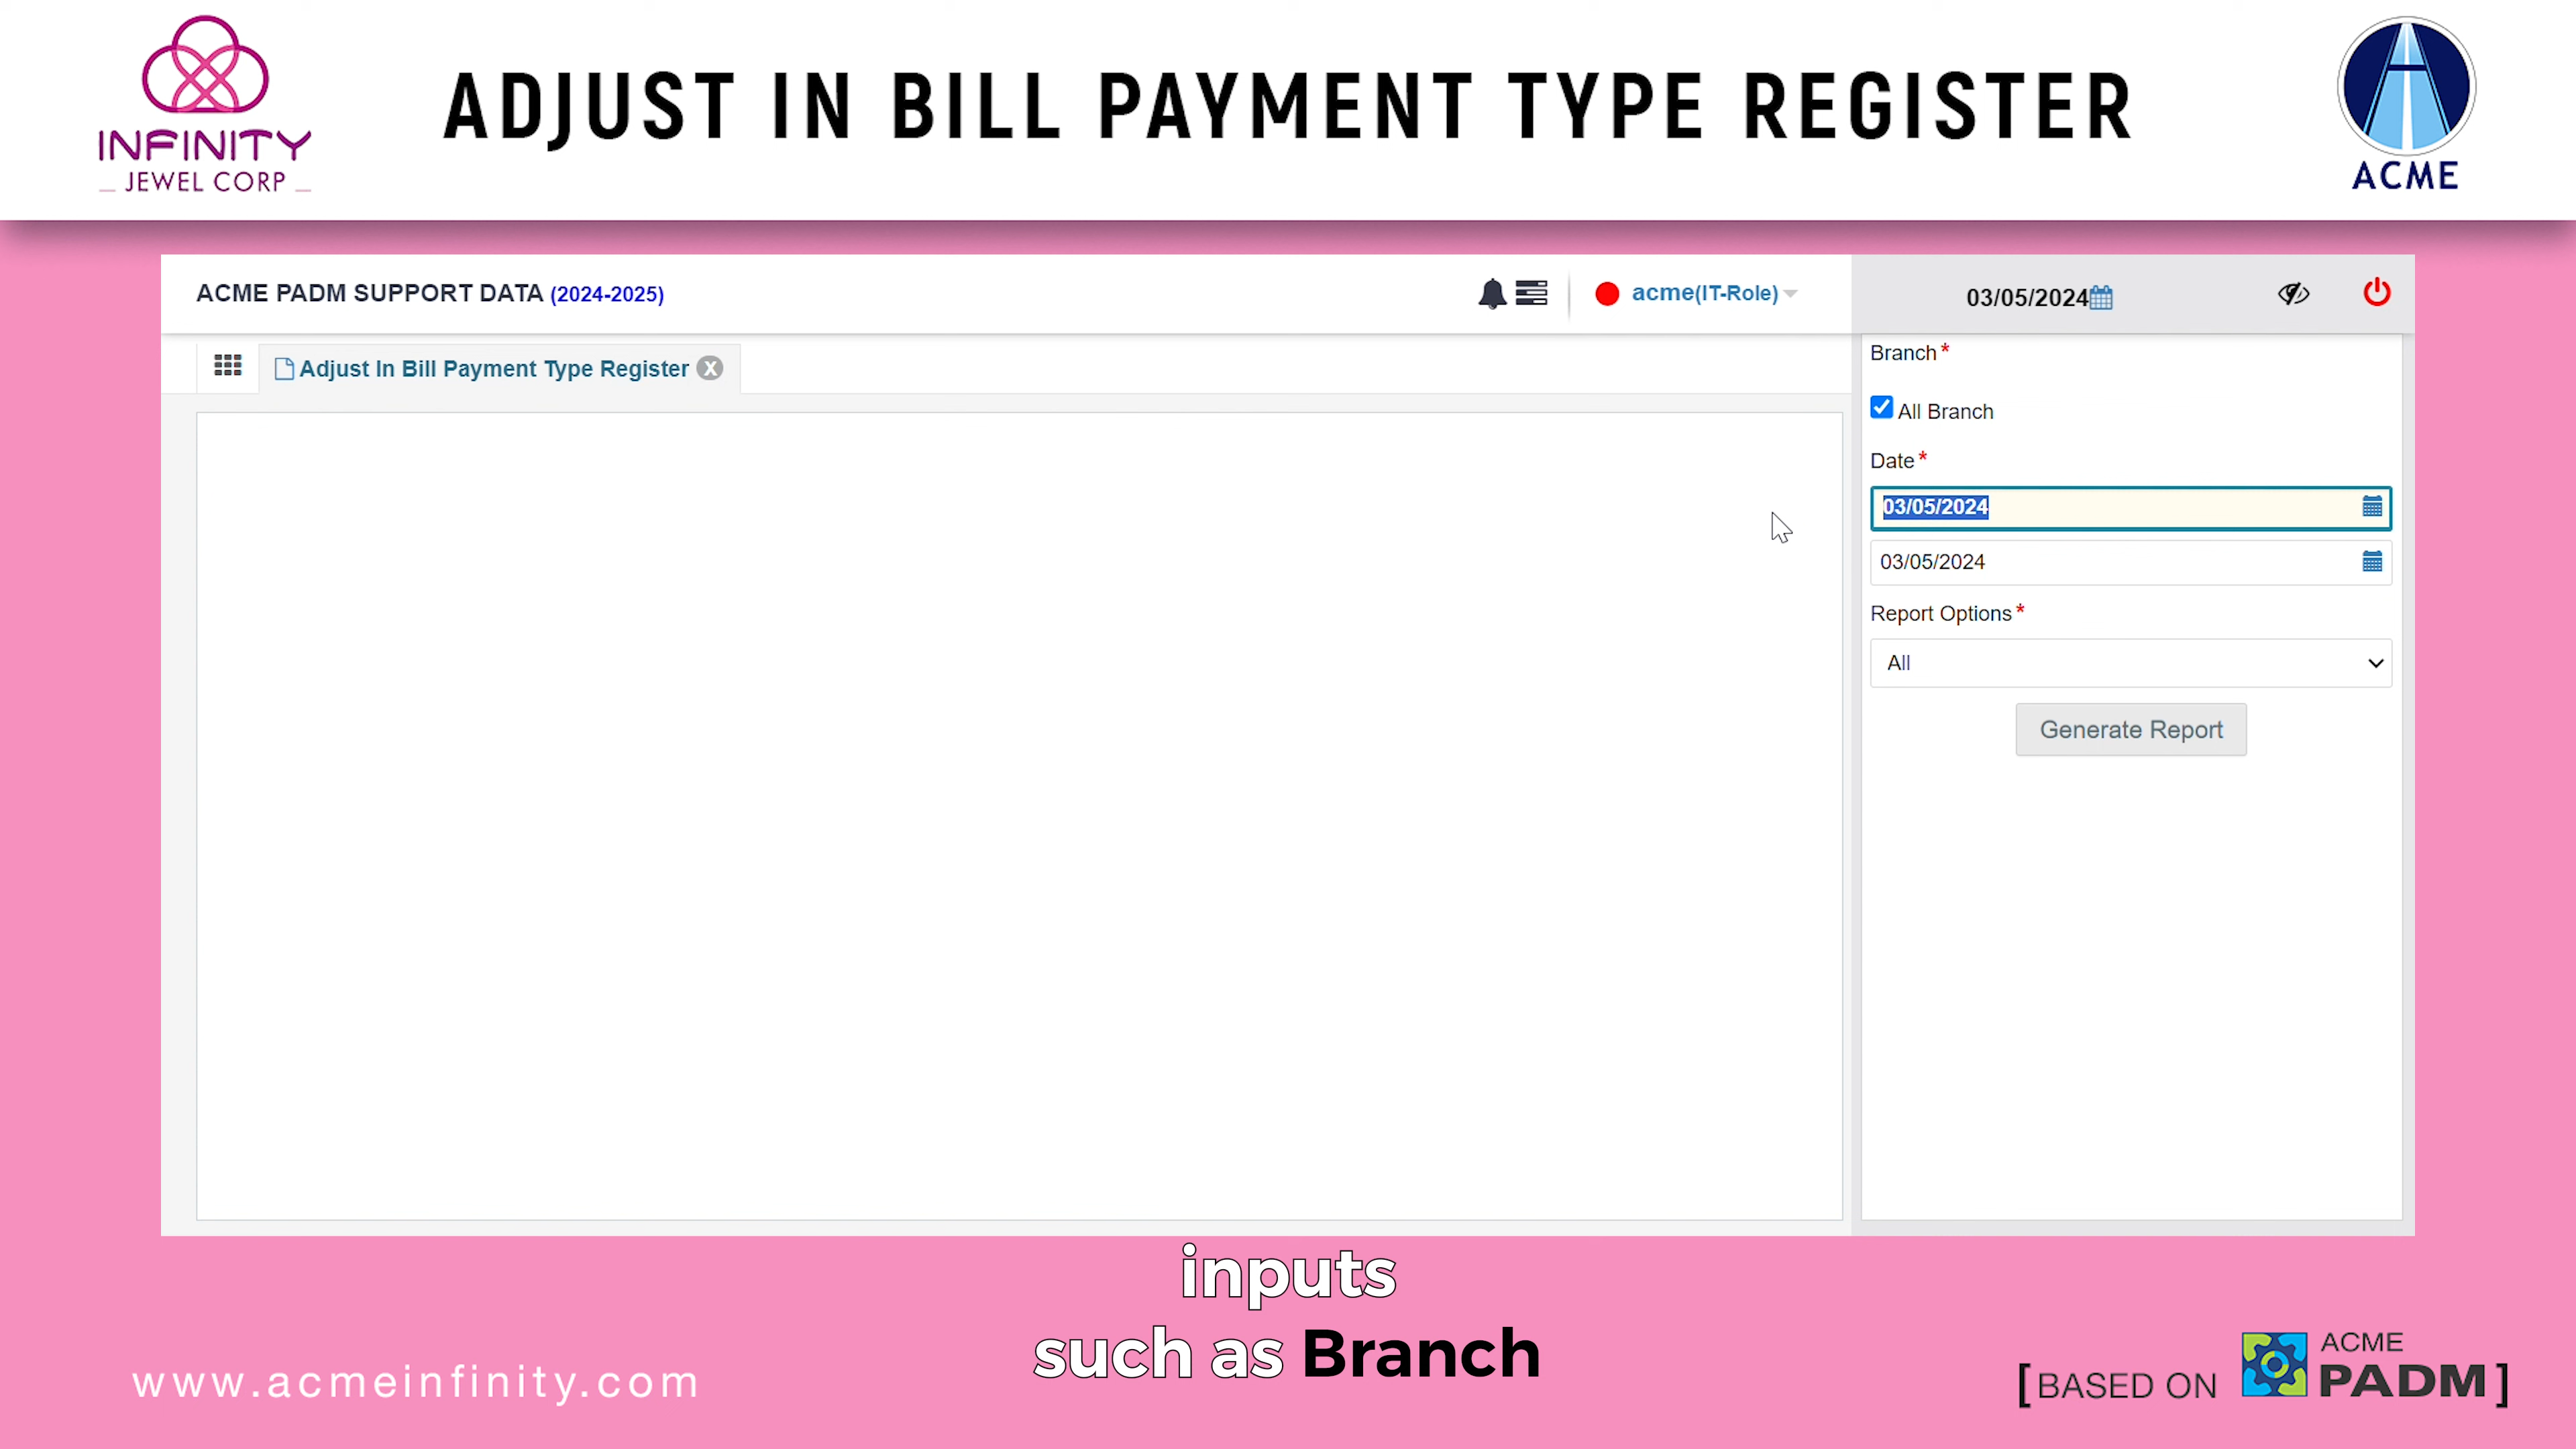 INFINITY
JEWEL CORP
ADJUST IN BILL PAYMENT TYPE REGISTER
ACME
ACME PADM SUPPORT DATA (2024-2025)
acme(IT-Role)
03/05/2024
Adjust In Bill Payment Type Register X
Branch*
All Branch
Date*
03/05/2024
03/05/2024
Report Options*
All
Generate Report
inputs
such as Branch
www.acmeinfinity.com
[BASED ON ACME PADM]